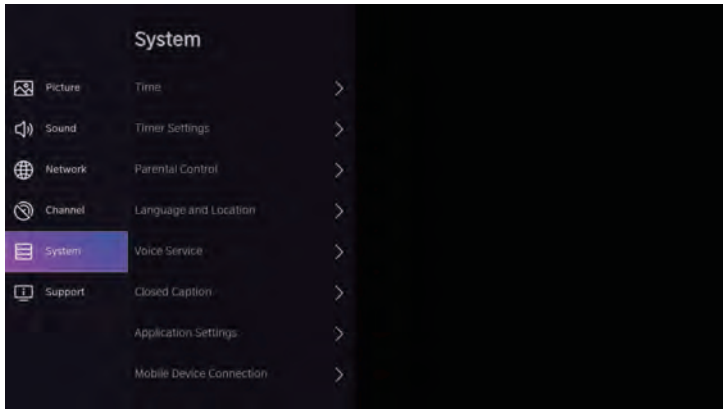 System
Picture
Time
Sound
Timer Settings
Network
Parental Control
Channel
Language and Location
System
Voice Service
Support
Closed Caption
Application Settings
Mobile Device Connection